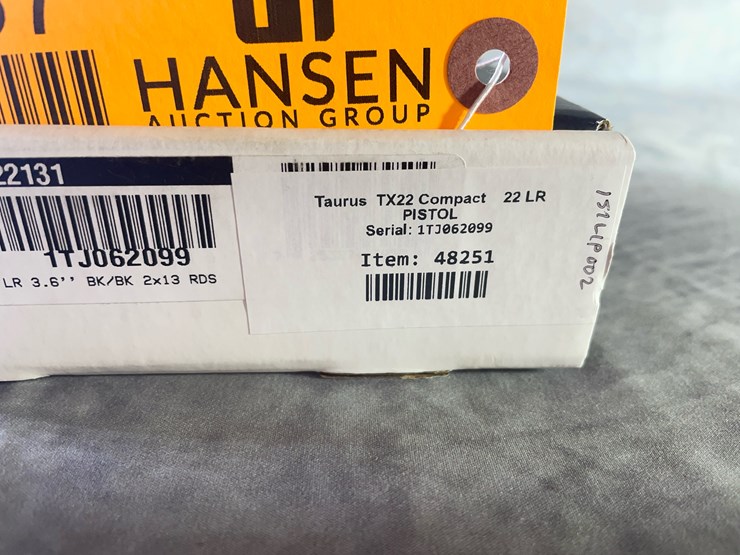 HANSEN
AUCTION GROUP
22131
1TJ062099
LR 3.6'' BK/BK 2x13 RDS
Taurus TX22 Compact 22 LR
PISTOL
Serial: 1TJ062099
Item: 48251